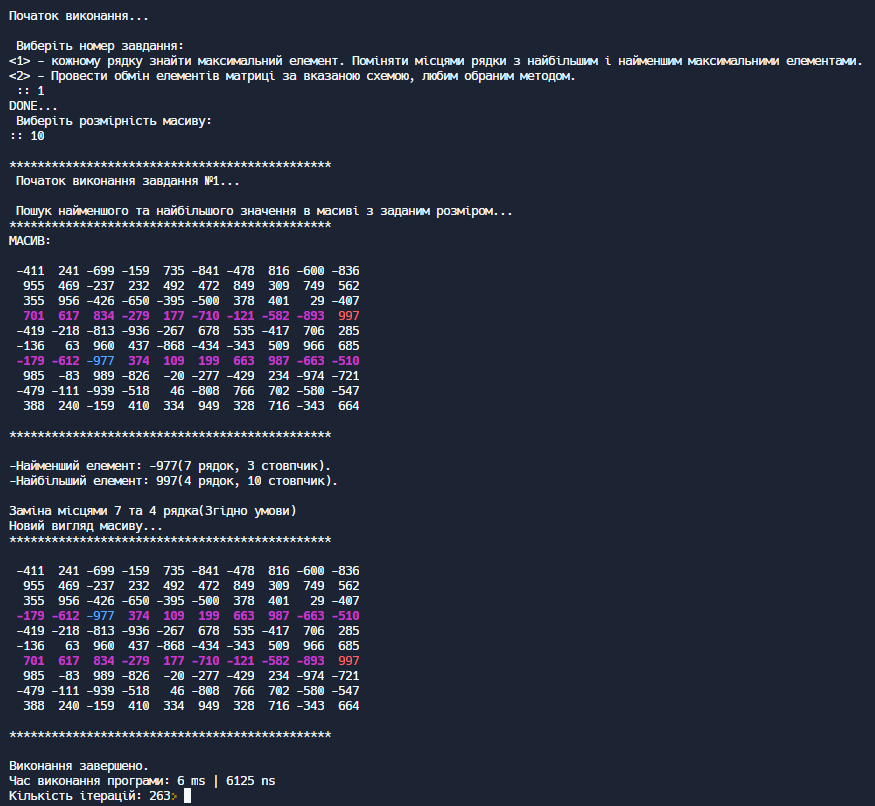 Початок виконання...
Виберіть номер завдання:
<1> - кожному рядку знайти максимальний елемент. Поміняти місцями рядки з найбільшим і найменшим максимальними елементами.
<2> - Провести обмін елементів матриці за вказаною схемою, любим обраним методом.
:: 1
DONE...
Виберіть розмірність масиву:
:: 10
**********************************************
Початок виконання завдання №1...
Пошук найменшого та найбільшого значення в масиві з заданим розміром...
**********************************************
МАСИВ:
-411 241 -699 -159 735 -841 -478 816 -600 -836
955 469 -237 232 492 472 849 309 749 562
355 956 -426 -650 -395 -500 378 401 29 -407
701 617 834 -279 177 -710 -121 -582 -893 997
-419 -218 -813 -936 -267 678 535 -417 706 285
-136 63 960 437 -868 -434 -343 509 966 685
-179 -612 -977 374 109 199 663 987 -663 -510
985 -83 989 -826 -20 -277 -429 234 -974 -721
-479 -111 -939 -518 46 -808 766 702 -580 -547
388 240 -159 410 334 949 328 716 -343 664
**********************************************
-Найменший елемент: -977(7 рядок, 3 стовпчик).
-Найбільший елемент: 997(4 рядок, 10 стовпчик).
Заміна місцями 7 та 4 рядка(Згідно умови)
Новий вигляд масиву...
**********************************************
-411 241 -699 -159 735 -841 -478 816 -600 -836
955 469 -237 232 492 472 849 309 749 562
355 956 -426 -650 -395 -500 378 401 29 -407
-179 -612 -977 374 109 199 663 987 -663 -510
-419 -218 -813 -936 -267 678 535 -417 706 285
-136 63 960 437 -868 -434 -343 509 966 685
701 617 834 -279 177 -710 -121 -582 -893 997
985 -83 989 -826 -20 -277 -429 234 -974 -721
-479 -111 -939 -518 46 -808 766 702 -580 -547
388 240 -159 410 334 949 328 716 -343 664
**********************************************
Виконання завершено.
Час виконання програми: 6 ms | 6125 ns
Кількість ітерацій: 263>